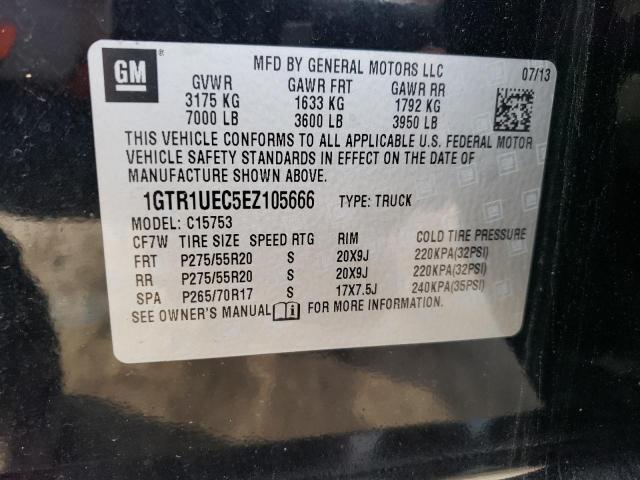 GM
MFD BY GENERAL MOTORS LLC 07/13
GVWR GAWR FRT GAWR RR
3175 KG 1633 KG 1792 KG
7000 LB 3600 LB 3950 LB
THIS VEHICLE CONFORMS TO ALL APPLICABLE U.S. FEDERAL MOTOR
VEHICLE SAFETY STANDARDS IN EFFECT ON THE DATE OF
MANUFACTURE SHOWN ABOVE.
1GTR1UEC5EZ105666 TYPE: TRUCK
MODEL: C15753
CF7W TIRE SIZE SPEED RTG RIM COLD TIRE PRESSURE
FRT P275/55R20 S 20X9J 220KPA(32PSI)
RR P275/55R20 S 20X9J 220KPA(32PSI)
SPA P265/70R17 S 17X7.5J 240KPA(35PSI)
SEE OWNER'S MANUAL FOR MORE INFORMATION.